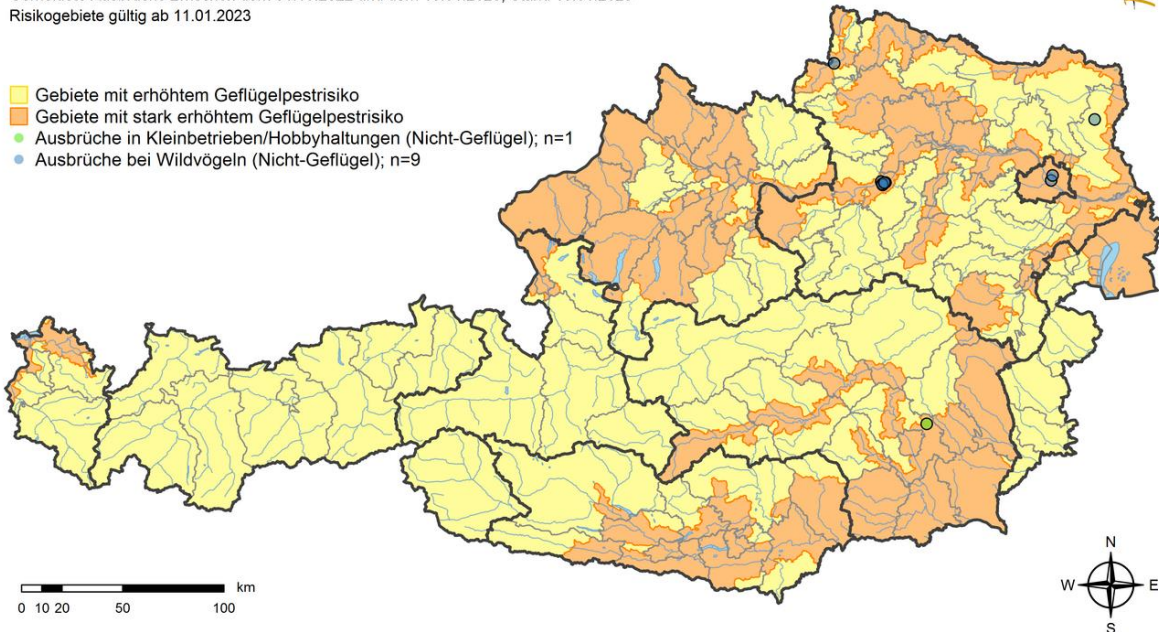 Risikogebiete gültig ab 11.01.2023
Gebiete mit erhöhtem Geflügelpestrisiko
Gebiete mit stark erhöhtem Geflügelpestrisiko
Ausbrüche in Kleinbetrieben/Hobbyhaltungen (Nicht-Geflügel); n=1
Ausbrüche bei Wildvögeln (Nicht-Geflügel); n=9
km
0 10 20 50 100
N
W E
S